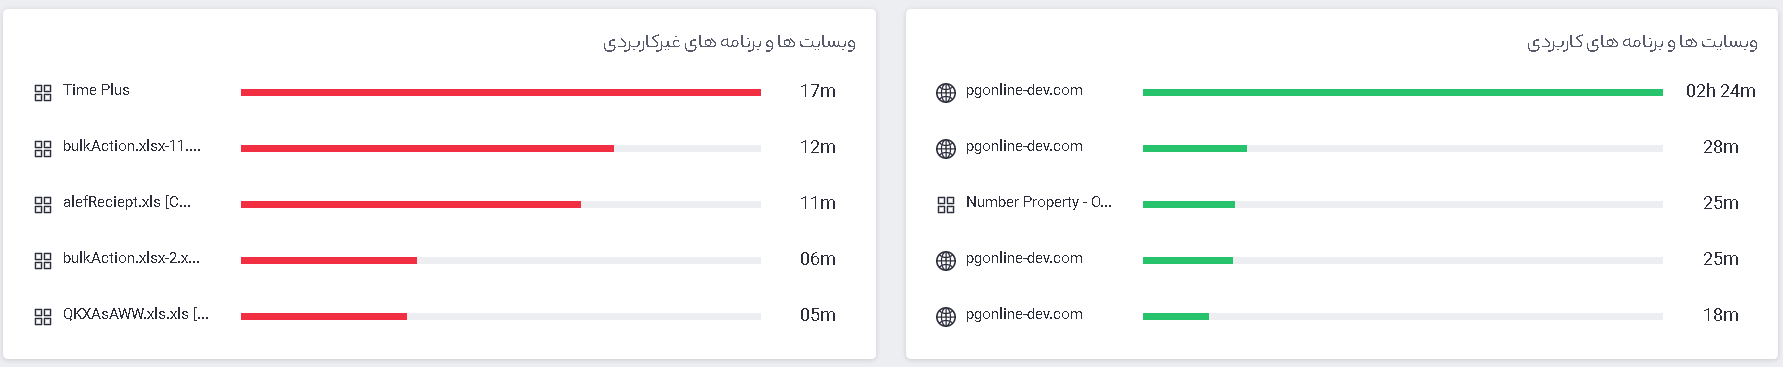 وبسایت ها و برنامه های کاربردی
pgonline-dev.com 02h 24m
pgonline-dev.com 28m
Number Property - O... 25m
pgonline-dev.com 25m
pgonline-dev.com 18m
وبسایت ها و برنامه های غیرکاربردی
Time Plus 17m
bulkAction.xlsx-11.... 12m
alefReciept.xls [C... 11m
bulkAction.xlsx-2.x... 06m
QKXAsAWW.xls.xls [... 05m